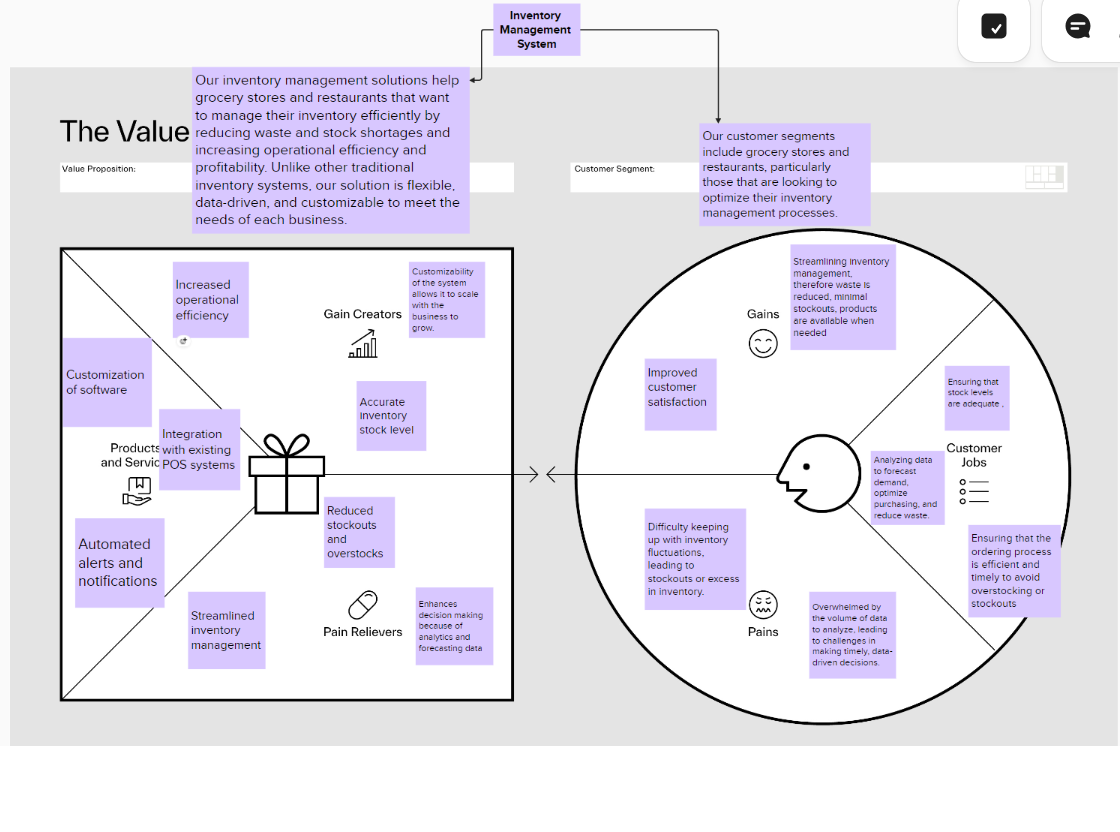 Inventory
Management
System
Our inventory management solutions help
grocery stores and restaurants that want
to manage their inventory efficiently by
reducing waste and stock shortages and
increasing operational efficiency and
profitability. Unlike other traditional
inventory systems, our solution is flexible,
data-driven, and customizable to meet the
needs of each business.
The Value
Value Proposition:
Our customer segments
include grocery stores and
restaurants, particularly
those that are looking to
optimize their inventory
management processes.
Customer Segment:
Increased
operational
efficiency
Gain Creators
Customizability
of the system
allows it to scale
with the
business to
grow.
Customization
of software
Accurate
inventory
stock level
Integration
with existing
POS systems
Products
and Servic
Automated
alerts and
notifications
Reduced
stockouts
and
overstocks
Streamlined
inventory
management
Pain Relievers
Enhances
decision making
because of
analytics and
forecasting data
Gains
Streamlining inventory
management,
therefore waste is
reduced, minimal
stockouts, products
are available when
needed
Improved
customer
satisfaction
Ensuring that
stock levels
are adequate .
Customer
Jobs
Analyzing data
to forecast
demand,
optimize
purchasing, and
reduce waste.
Ensuring that the
ordering process
is efficient and
timely to avoid
overstocking or
stockouts
Difficulty keeping
up with inventory
fluctuations,
leading to
stockouts or excess
in inventory.
Pains
Overwhelmed by
the volume of data
to analyze, leading
to challenges in
making timely, data-
driven decisions.